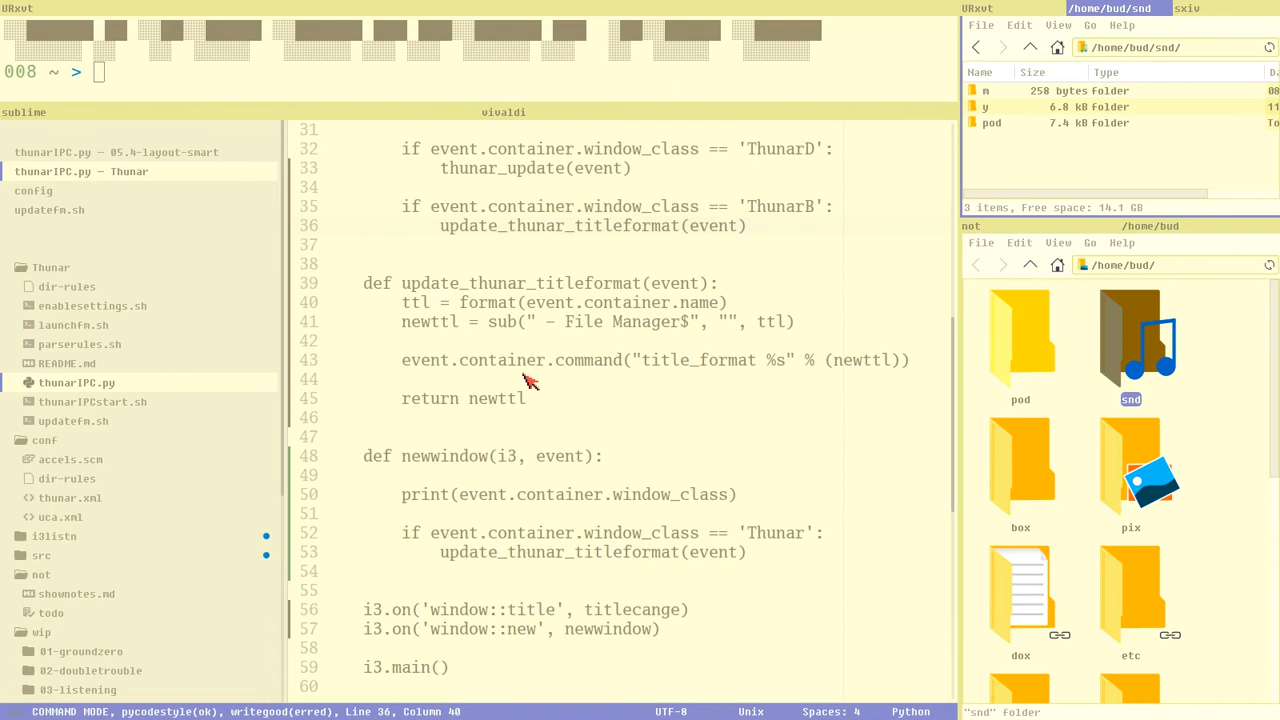 URxvt
008 ~ >
sublime
vivaldi
thunarIPC.py — 05.4-layout-smart
thunarIPC.py — Thunar
config
updatefm.sh
Thunar
dir-rules
enablesettings.sh
launchfm.sh
parserules.sh
README.md
thunarIPC.py
thunarIPCstart.sh
updatefm.sh
conf
accels.scm
dir-rules
thunar.xml
uca.xml
i3listn
src
not
shownotes.md
todo
wip
01-groundzero
02-doubletrouble
03-listening
31
32 if event.container.window_class == 'ThunarD':
33 thunar_update(event)
34
35 if event.container.window_class == 'ThunarB':
36 update_thunar_titleformat(event)
37
38
39 def update_thunar_titleformat(event):
40 ttl = format(event.container.name)
41 newttl = sub(" - File Manager$", "", ttl)
42
43 event.container.command("title_format %s" % (newttl))
44
45 return newttl
46
47
48 def newwindow(i3, event):
49
50 print(event.container.window_class)
51
52 if event.container.window_class == 'Thunar':
53 update_thunar_titleformat(event)
54
55
56 i3.on('window::title', titlecange)
57 i3.on('window::new', newwindow)
58
59 i3.main()
60
COMMAND MODE, pycodestyle(ok), writegood(erred), Line 36, Column 40 UTF-8 Unix Spaces: 4 Python
URxvt /home/bud/snd sxiv
File Edit View Go Help
/home/bud/snd/
Name Size Type Da
m 258 bytes folder 08
y 6.8 kB folder 11
pod 7.4 kB folder To
3 items, Free space: 14.1 GB
not /home/bud
File Edit View Go Help
/home/bud/
pod snd
box pix
dox etc
"snd" folder